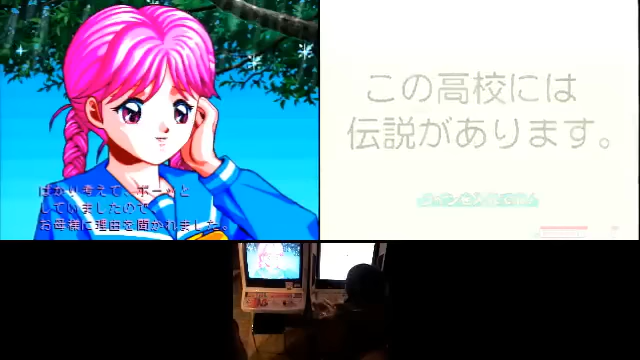 ばかり考えて、ボーッと
していましたので、
お母様に理由を聞かれました。
この高校には
伝説があります。